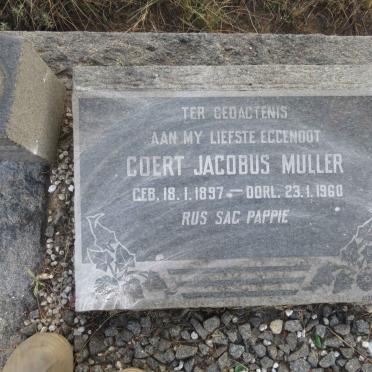 TER GEDAGTENIS
AAN MY LIEFSTE EGGENOOT
COERT JACOBUS MULLER
GEB. 18.1.1897 — OORL. 23.1.1960
RUS SAG PAPPIE